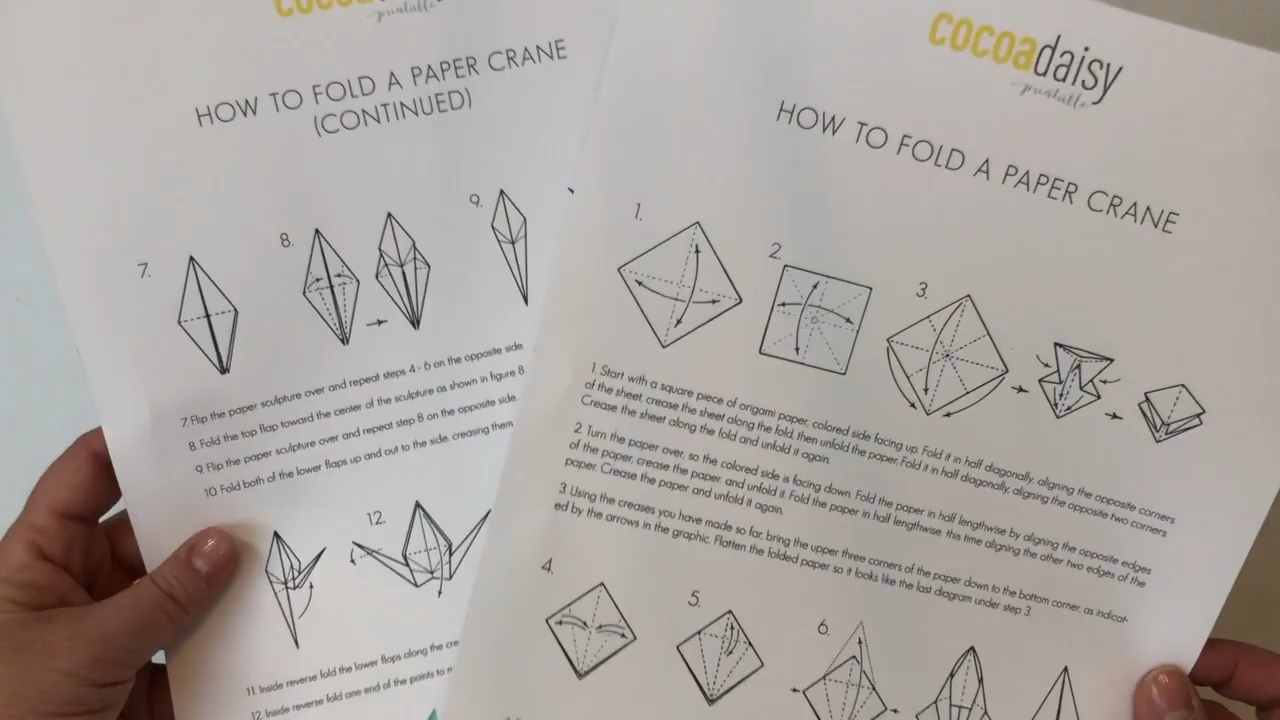 HOW TO FOLD A PAPER CRANE
(CONTINUED)
7.
8.
9.
7. Flip the paper sculpture over and repeat steps 4 - 6 on the opposite side.
8. Fold the top flap toward the center of the sculpture as shown in figure 8.
9. Flip the paper sculpture over and repeat step 8 on the opposite side.
10. Fold both of the lower flaps up and out to the side, creasing them
12.
11. Inside reverse fold the lower flaps along the
12. Inside reverse fold one end of the points to
cocoadaisy
printable
HOW TO FOLD A PAPER CRANE
1.
2.
3.
1. Start with a square piece of origami paper, colored side facing up. Fold it in half diagonally, aligning the opposite corners
of the sheet, crease the sheet along the fold, then unfold the paper. Fold it in half diagonally, aligning the opposite two corners.
Crease the sheet along the fold and unfold it again.
2. Turn the paper over, so the colored side is facing down. Fold the paper in half lengthwise by aligning the opposite edges
of the paper, crease the paper, and unfold it. Fold the paper in half lengthwise, this time aligning the other two edges of the
paper. Crease the paper and unfold it again.
3. Using the creases you have made so far, bring the upper three corners of the paper down to the bottom corner, as indicat-
ed by the arrows in the graphic. Flatten the folded paper so it looks like the last diagram under step 3.
4.
5.
6.